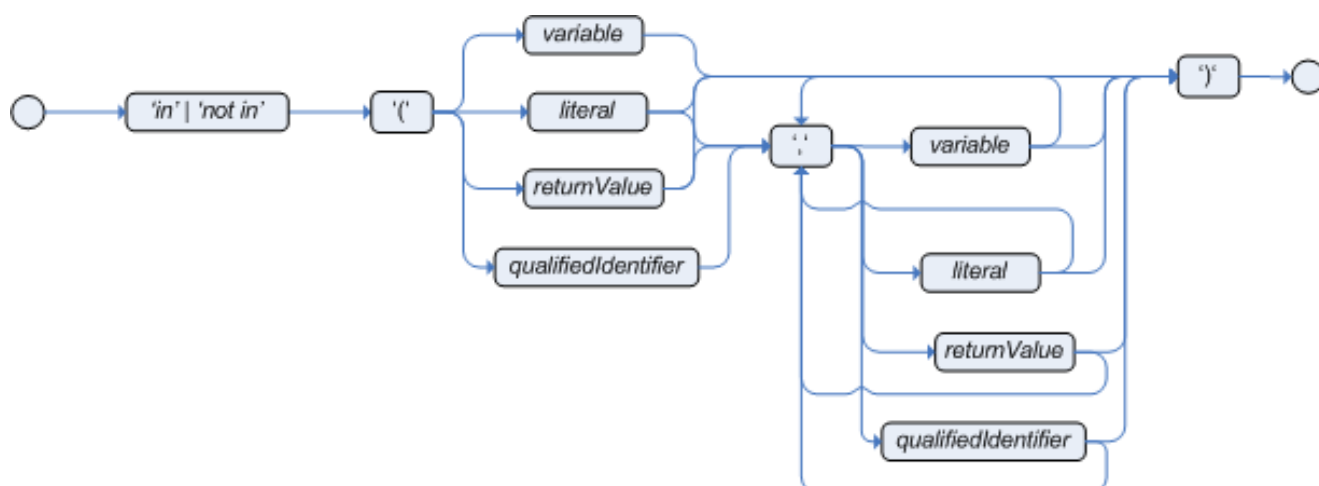 variable
‘in’ | ‘not in’
'('
literal
returnValue
qualifiedIdentifier
‘,’
variable
literal
returnValue
qualifiedIdentifier
‘)‘